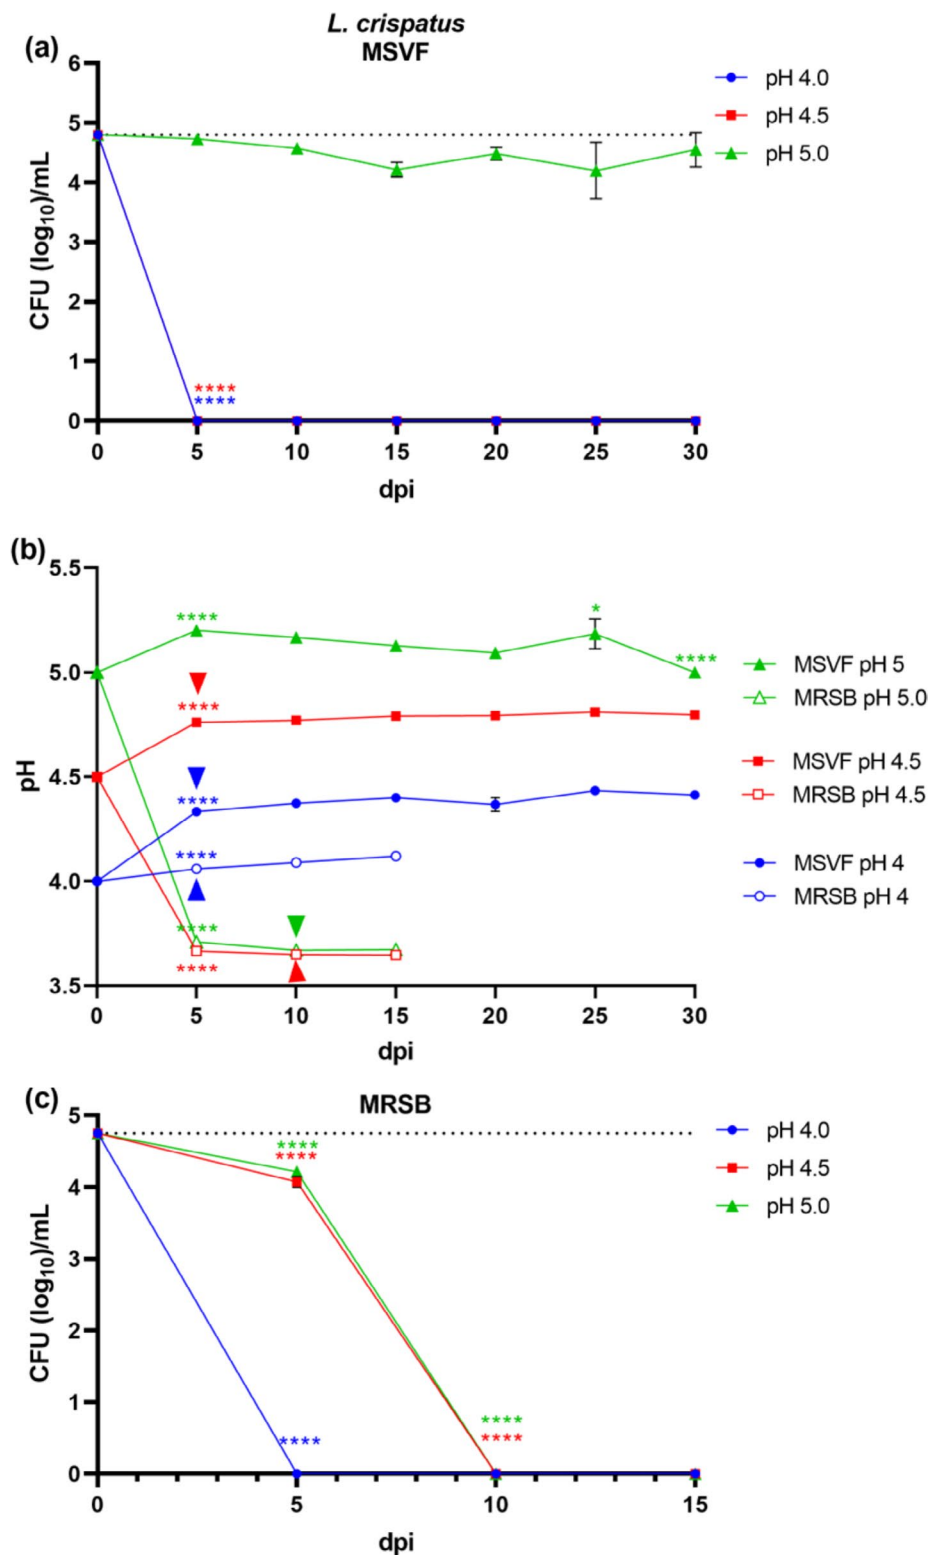 L. crispatus
(a) MSVF
6
5
4
3
2
1
0
CFU (log10)/mL
pH 4.0
pH 4.5
pH 5.0
****
****
0 5 10 15 20 25 30
dpi
(b)
5.5
5.0
4.5
4.0
3.5
pH
****
*
****
****
****
****
****
****
MSVF pH 5
MRSB pH 5.0
MSVF pH 4.5
MRSB pH 4.5
MSVF pH 4
MRSB pH 4
0 5 10 15 20 25 30
dpi
(c) MRSB
5
4
3
2
1
0
CFU (log10)/mL
pH 4.0
pH 4.5
pH 5.0
****
****
****
****
****
0 5 10 15
dpi